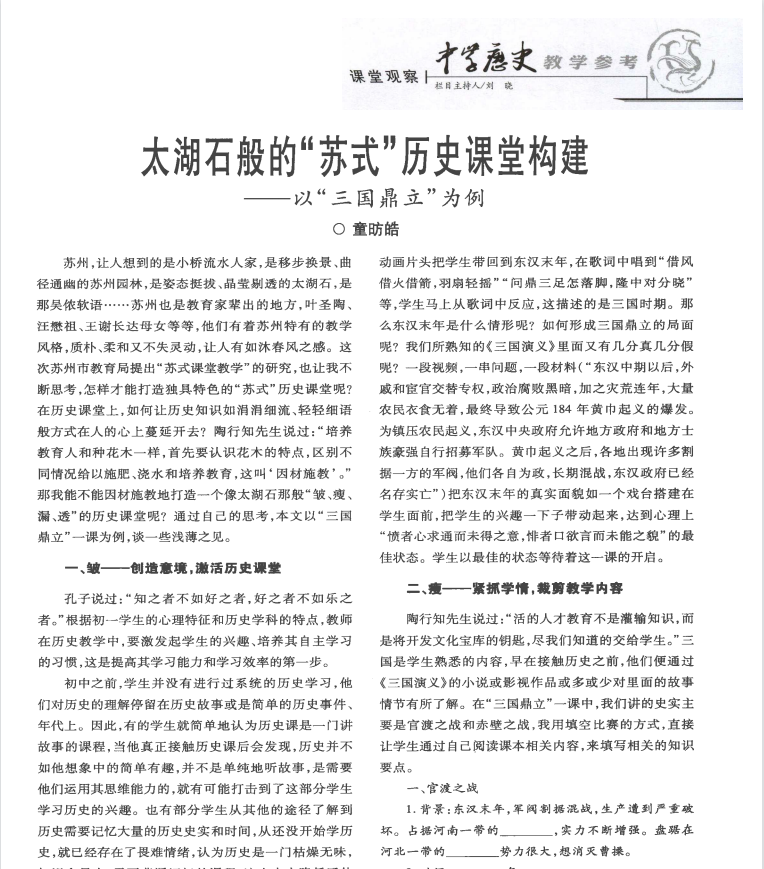 课堂观察
中学历史
教学参考
栏目主持人/刘 晓
太湖石般的“苏式”历史课堂构建
——以“三国鼎立”为例
○ 童昉皓
苏州,让人想到的是小桥流水人家,是移步换景、曲
径通幽的苏州园林,是姿态挺拔、晶莹剔透的太湖石,是
那吴侬软语……苏州也是教育家辈出的地方,叶圣陶、
汪懋祖、王谢长达母女等等,他们有着苏州特有的教学
风格,质朴、柔和又不失灵动,让人有如沐春风之感。这
次苏州市教育局提出“苏式课堂教学”的研究,也让我不
断思考,怎样才能打造独具特色的“苏式”历史课堂呢?
在历史课堂上,如何让历史知识如涓涓细流、轻轻细语
般方式在人的心上蔓延开去? 陶行知先生说过:“培养
教育人和种花木一样,首先要认识花木的特点,区别不
同情况给以施肥、浇水和培养教育,这叫‘因材施教’。”
那我能不能因材施教地打造一个像太湖石那般“皱、瘦、
漏、透”的历史课堂呢? 通过自己的思考,本文以“三国
鼎立”一课为例,谈一些浅薄之见。
一、皱——创造意境,激活历史课堂
孔子说过:“知之者不如好之者,好之者不如乐之
者。”根据初一学生的心理特征和历史学科的特点,教师
在历史教学中,要激发起学生的兴趣、培养其自主学习
的习惯,这是提高其学习能力和学习效率的第一步。
初中之前,学生并没有进行过系统的历史学习,他
们对历史的理解停留在历史故事或是简单的历史事件、
年代上。因此,有的学生就简单地认为历史课是一门讲
故事的课程,当他真正接触历史课后会发现,历史并不
如他想象中的简单有趣,并不是单纯地听故事,是需要
他们运用其思维能力的,就有可能打击到了这部分学生
学习历史的兴趣。也有部分学生从其他的途径了解到
历史需要记忆大量的历史史实和时间,从还没开始学历
史,就已经存在了畏难情绪,认为历史是一门枯燥无味,
动画片头把学生带回到东汉末年,在歌词中唱到“借风
借火借箭,羽扇轻摇”“问鼎三足怎落脚,隆中对分晓”
等,学生马上从歌词中反应,这描述的是三国时期。那
么东汉末年是什么情形呢? 如何形成三国鼎立的局面
呢? 我们所熟知的《三国演义》里面又有几分真几分假
呢? 一段视频,一串问题,一段材料(“东汉中期以后,外
戚和宦官交替专权,政治腐败黑暗,加之灾荒连年,大量
农民衣食无着,最终导致公元 184 年黄巾起义的爆发。
为镇压农民起义,东汉中央政府允许地方政府和地方士
族豪强自行招募军队。黄巾起义之后,各地出现许多割
据一方的军阀,他们各自为政,长期混战,东汉政府已经
名存实亡”)把东汉末年的真实面貌如一个戏台搭建在
学生面前,把学生的兴趣一下子带动起来,达到心理上
“愤者心求通而未得之意,悱者口欲言而未能之貌”的最
佳状态。学生以最佳的状态等待着这一课的开启。
二、瘦——紧抓学情,裁剪教学内容
陶行知先生说过:“活的人才教育不是灌输知识,而
是将开发文化宝库的钥匙,尽我们知道的交给学生。”三
国是学生熟悉的内容,早在接触历史之前,他们便通过
《三国演义》的小说或影视作品或多或少对里面的故事
情节有所了解。在“三国鼎立”一课中,我们讲的史实主
要是官渡之战和赤壁之战,我用填空比赛的方式,直接
让学生通过自己阅读课本相关内容,来填写相关的知识
要点。
一、官渡之战
1. 背景:东汉末年,军阀割据混战,生产遭到严重破
坏。占据河南一带的________,实力不断增强。盘踞在
河北一带的________势力很大,想消灭曹操。